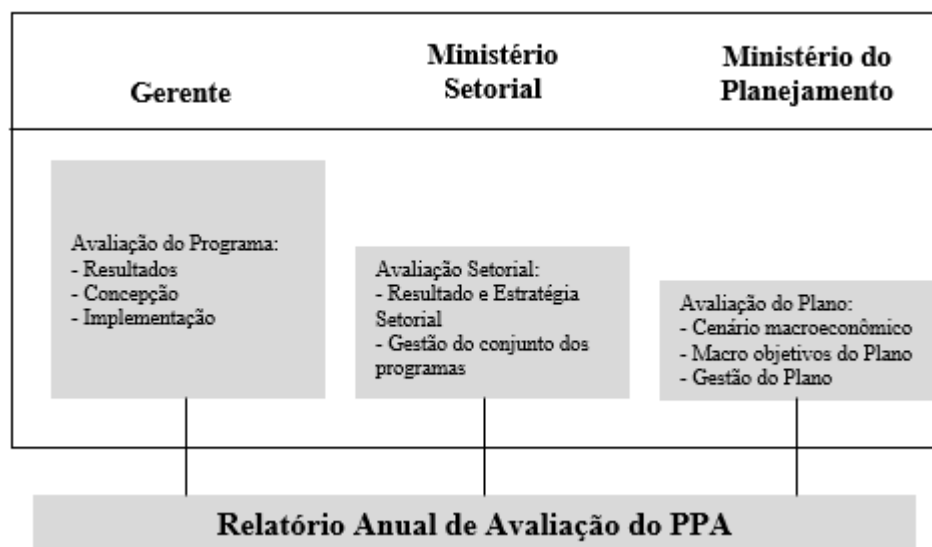 Gerente
Ministério
Setorial
Ministério do
Planejamento
Avaliação do Programa:
- Resultados
- Concepção
- Implementação
Avaliação Setorial:
- Resultado e Estratégia
Setorial
- Gestão do conjunto dos
programas
Avaliação do Plano:
- Cenário macroeconômico
- Macro objetivos do Plano
- Gestão do Plano
Relatório Anual de Avaliação do PPA